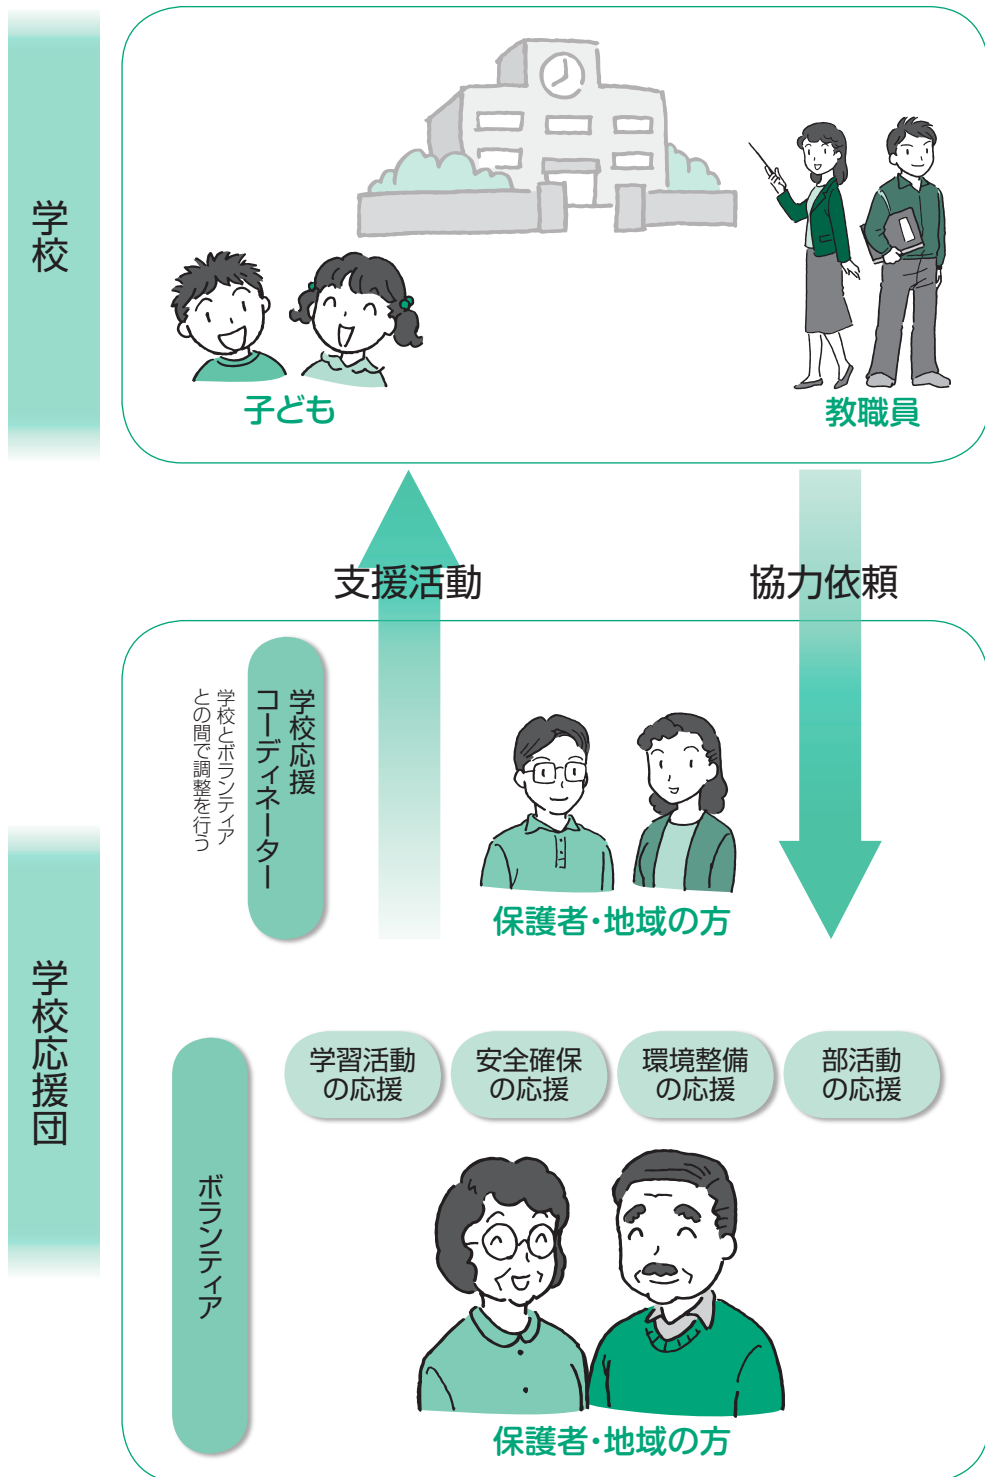 学校
子ども
教職員
支援活動
協力依頼
学校応援団
学校応援
コーディネーター
学校とボランティア
との間で調整を行う
保護者・地域の方
学習活動
の応援
安全確保
の応援
環境整備
の応援
部活動
の応援
ボランティア
保護者・地域の方